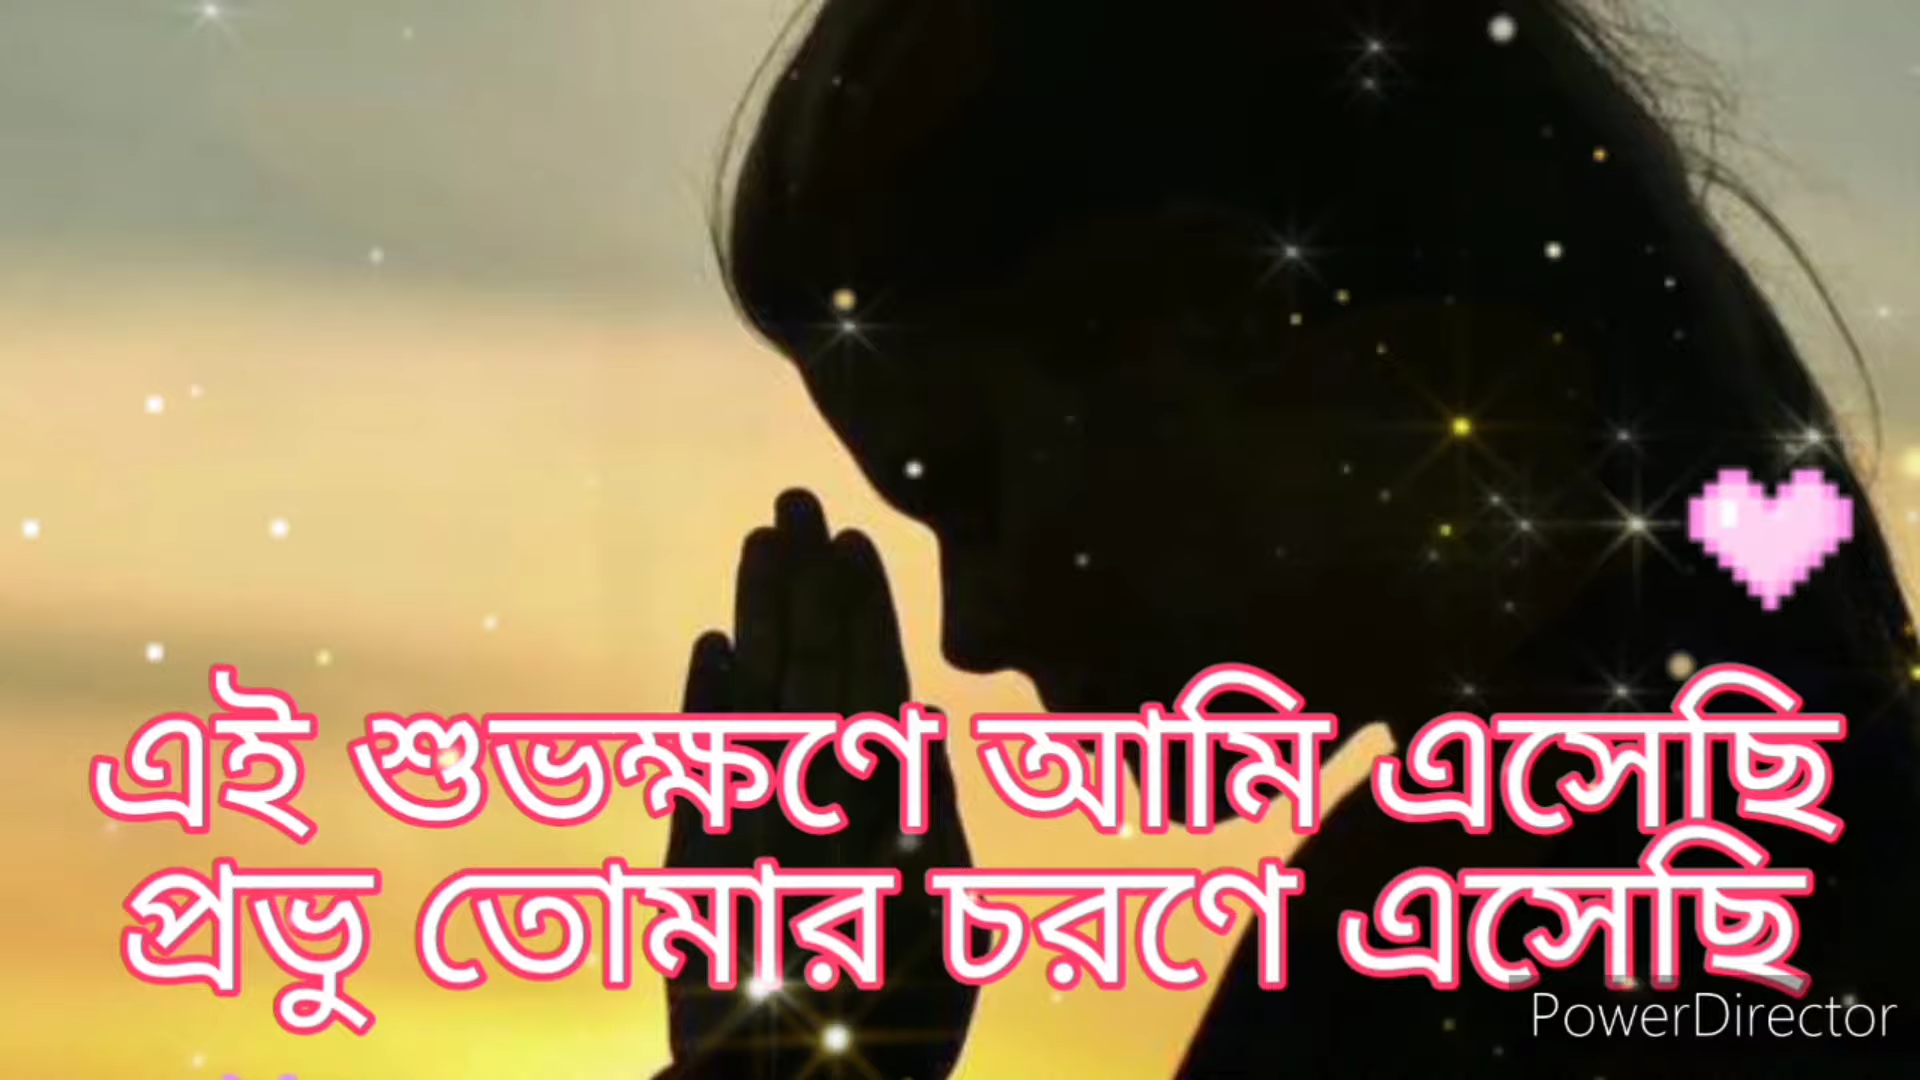 এই শুভক্ষণে আমি এসেছি
প্রভু তোমার চরণে এসেছি
PowerDirector